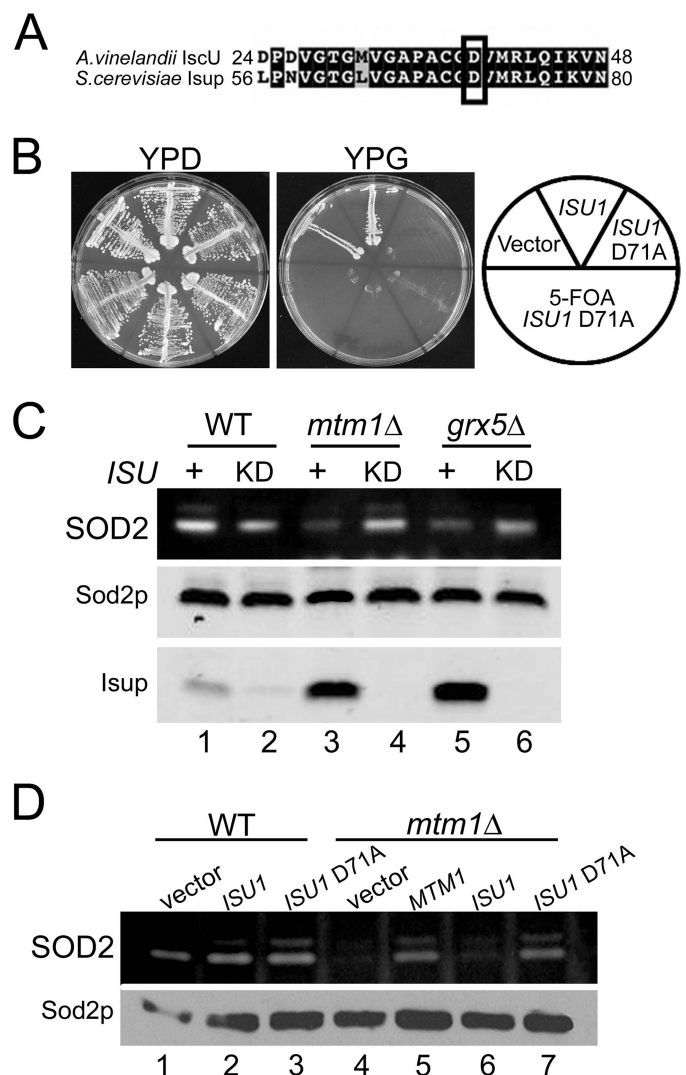 A
A.vinelandii IscU 24 DPDVGTGMVGAPACGDVMRLQIKVN 48
S.cerevisiae Isup 56 LPNVGTGLVGAPACGDVMRLQIKVN 80
B
YPD YPG
ISU1
Vector
ISU1
D71A
5-FOA
ISU1 D71A
C
WT mtm1Δ grx5Δ
ISU + KD + KD + KD
SOD2
Sod2p
Isup
1 2 3 4 5 6
D
WT mtm1Δ
vector ISU1 ISU1 D71A vector MTM1 ISU1 ISU1 D71A
SOD2
Sod2p
1 2 3 4 5 6 7